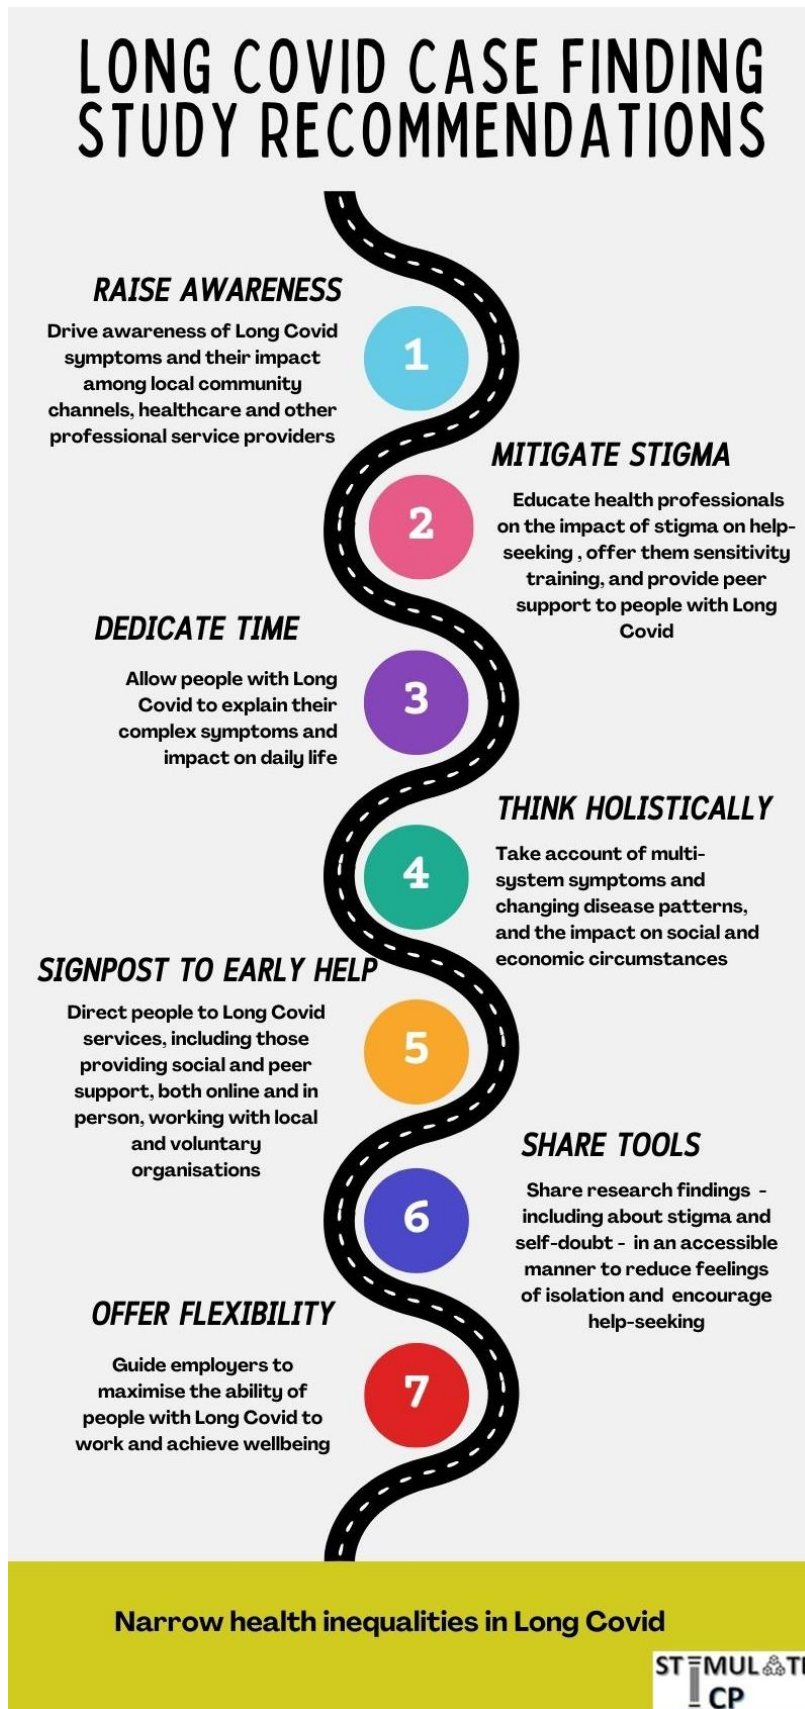 LONG COVID CASE FINDING
STUDY RECOMMENDATIONS
RAISE AWARENESS
Drive awareness of Long Covid
symptoms and their impact
among local community
channels, healthcare and other
professional service providers
1
MITIGATE STIGMA
Educate health professionals
on the impact of stigma on help-
seeking , offer them sensitivity
training, and provide peer
support to people with Long
Covid
2
DEDICATE TIME
Allow people with Long
Covid to explain their
complex symptoms and
impact on daily life
3
THINK HOLISTICALLY
Take account of multi-
system symptoms and
changing disease patterns,
and the impact on social and
economic circumstances
4
SIGNPOST TO EARLY HELP
Direct people to Long Covid
services, including those
providing social and peer
support, both online and in
person, working with local
and voluntary
organisations
5
SHARE TOOLS
Share research findings -
including about stigma and
self-doubt - in an accessible
manner to reduce feelings
of isolation and encourage
help-seeking
6
OFFER FLEXIBILITY
Guide employers to
maximise the ability of
people with Long Covid to
work and achieve wellbeing
7
Narrow health inequalities in Long Covid
CP